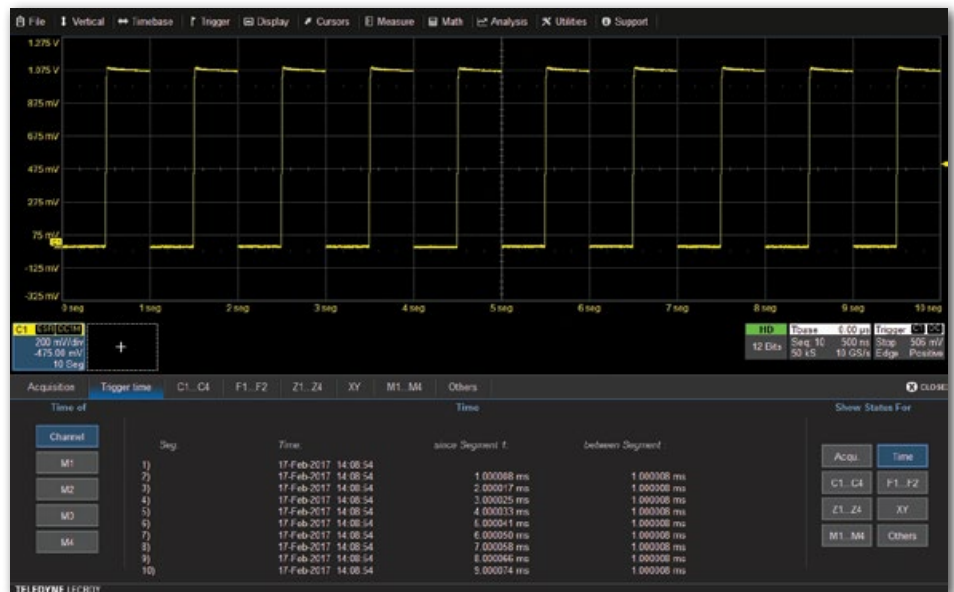 File Vertical Timebase Trigger Display Cursors Measure Math Analysis Utilities Support
1.275 V
1.075 V
875 mV
675 mV
475 mV
275 mV
75 mV
C1
-125 mV
-325 mV
0 seg 1 seg 2 seg 3 seg 4 seg 5 seg 6 seg 7 seg 8 seg 9 seg 10 seg
C1 ESR DC1M
200 mV/div
-475.00 mV
10 Seg
+
HD
12 Bits
Tbase 0.00 µs
Seq: 10 500 ns
50 kS 10 GS/s
Trigger C1 DC
Stop 506 mV
Edge Positive
Acquisition Trigger time C1...C4 F1...F2 Z1...Z4 XY M1...M4 Others CLOSE
Time of Time Show Status For
Channel
M1
M2
M3
M4
Seg: Time: since Segment 1: between Segment :
1) 17-Feb-2017 14:08:54
2) 17-Feb-2017 14:08:54 1.000008 ms 1.000008 ms
3) 17-Feb-2017 14:08:54 2.000017 ms 1.000008 ms
4) 17-Feb-2017 14:08:54 3.000025 ms 1.000008 ms
5) 17-Feb-2017 14:08:54 4.000033 ms 1.000008 ms
6) 17-Feb-2017 14:08:54 5.000041 ms 1.000008 ms
7) 17-Feb-2017 14:08:54 6.000050 ms 1.000008 ms
8) 17-Feb-2017 14:08:54 7.000058 ms 1.000008 ms
9) 17-Feb-2017 14:08:54 8.000066 ms 1.000008 ms
10) 17-Feb-2017 14:08:54 9.000074 ms 1.000008 ms
Acqu. Time
C1...C4 F1...F2
Z1...Z4 XY
M1...M4 Others
TELEDYNE LECROY